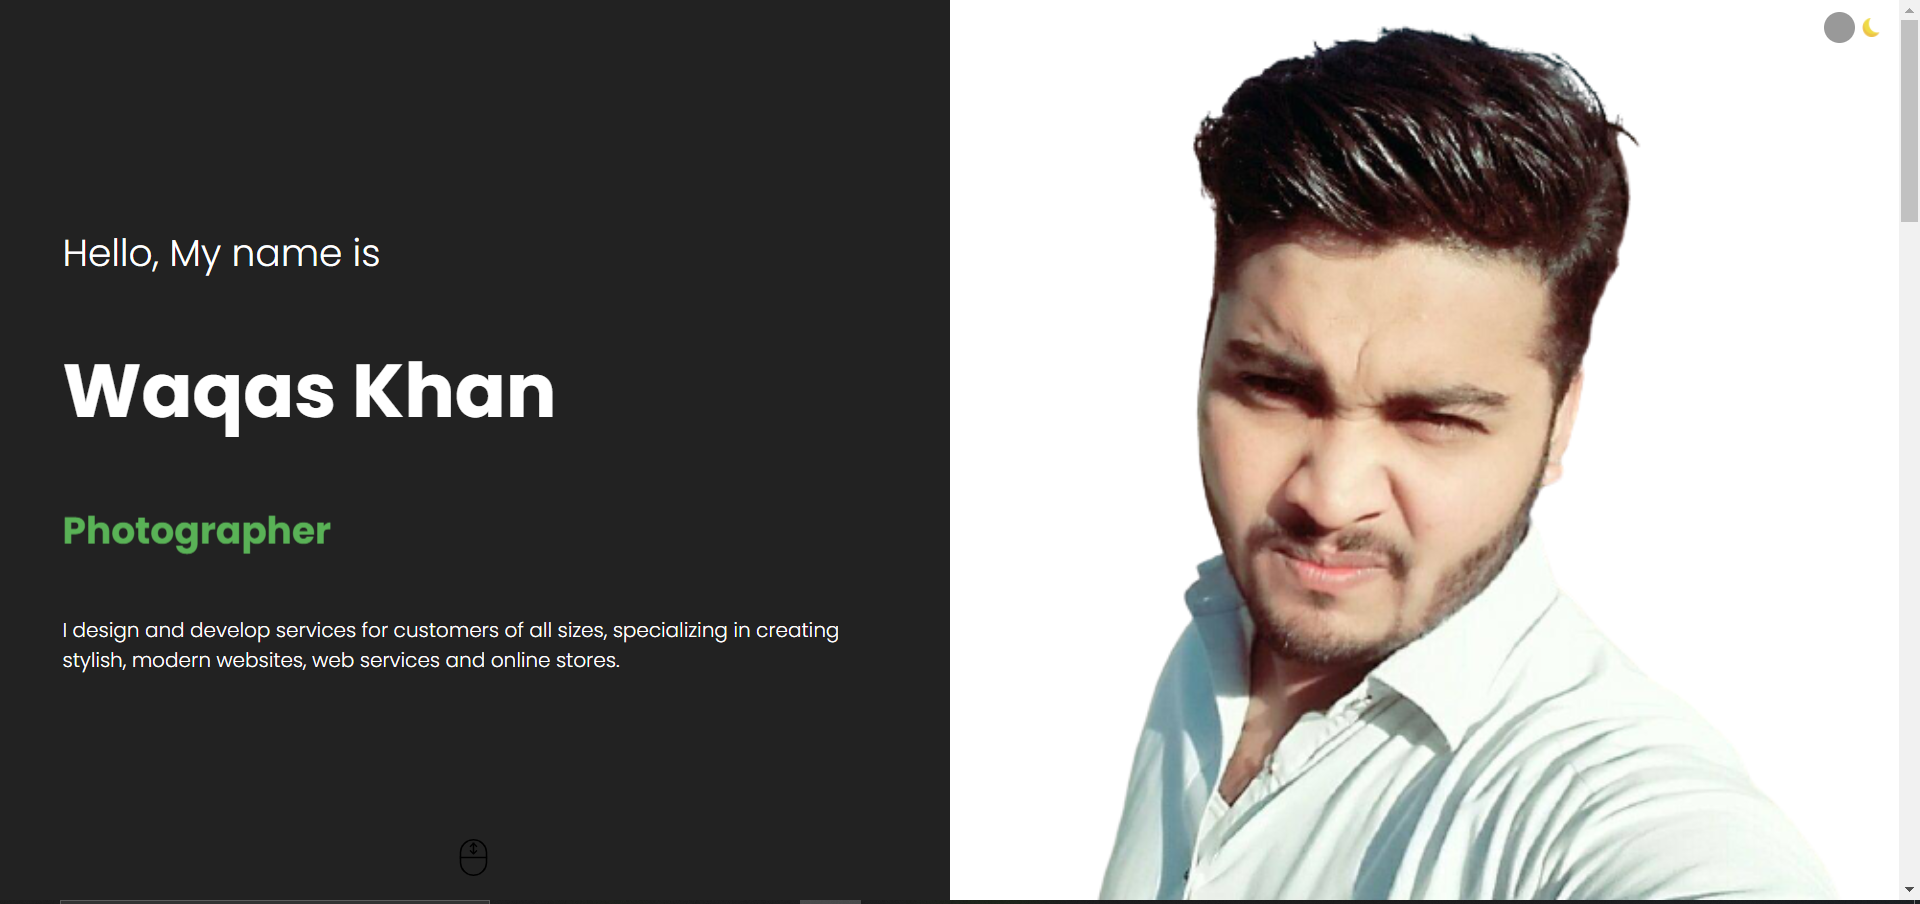 Hello, My name is
Waqas Khan
Photographer
I design and develop services for customers of all sizes, specializing in creating
stylish, modern websites, web services and online stores.